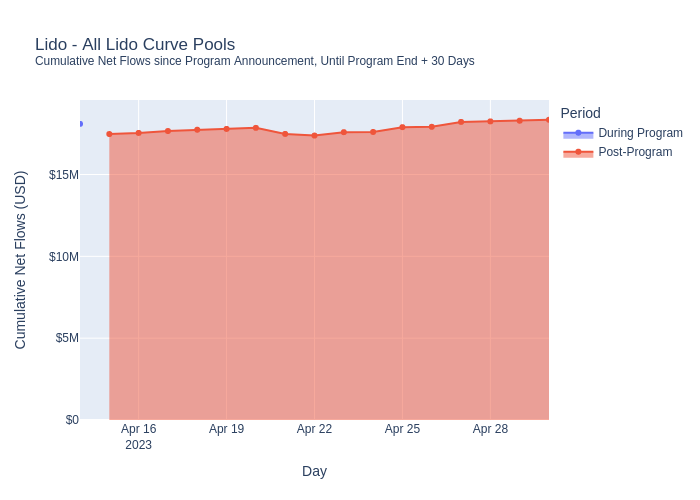 Lido - All Lido Curve Pools
Cumulative Net Flows since Program Announcement, Until Program End + 30 Days
Period
During Program
Post-Program
Cumulative Net Flows (USD)
$15M
$10M
$5M
$0
Apr 16
2023
Apr 19
Apr 22
Apr 25
Apr 28
Day